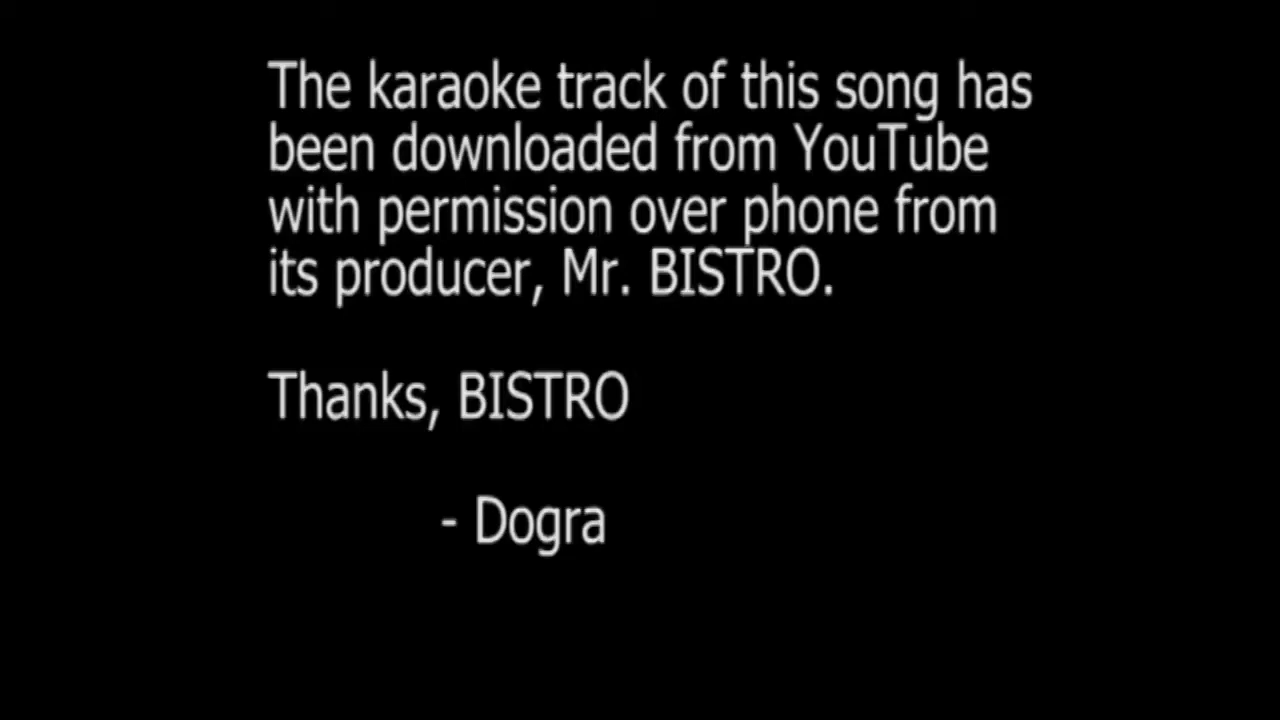 The karaoke track of this song has
been downloaded from YouTube
with permission over phone from
its producer, Mr. BISTRO.
Thanks, BISTRO
- Dogra